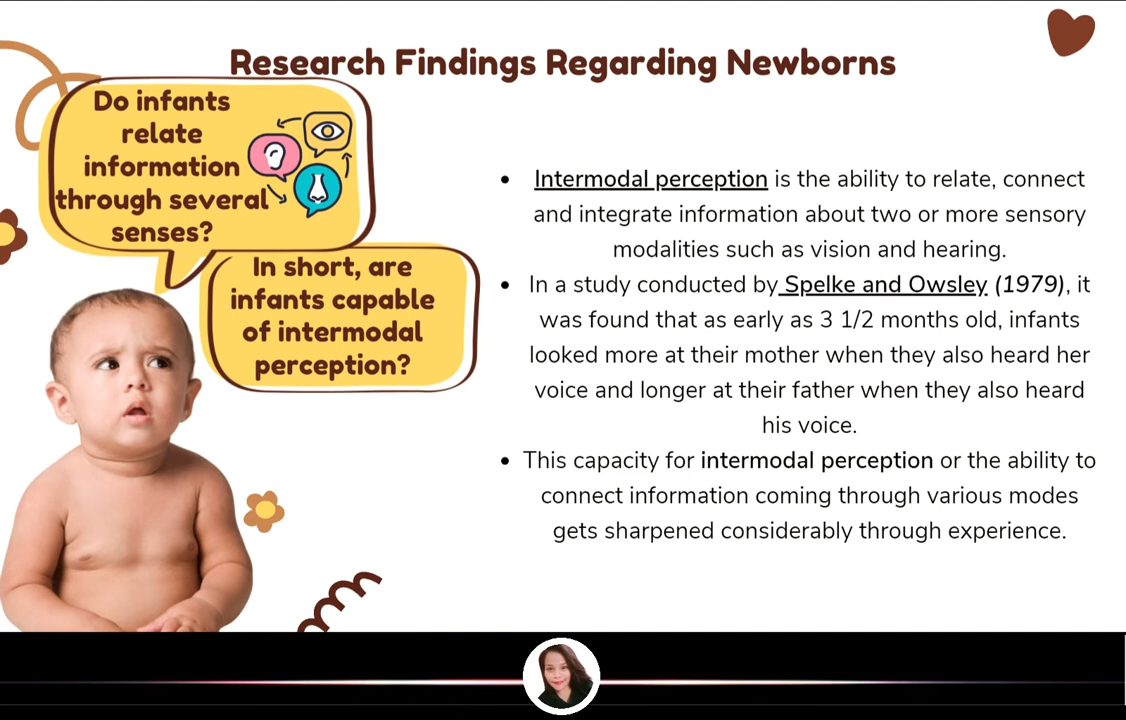 Research Findings Regarding Newborns
Do infants
relate
information
through several
senses?
In short, are
infants capable
of intermodal
perception?
• Intermodal perception is the ability to relate, connect
and integrate information about two or more sensory
modalities such as vision and hearing.
• In a study conducted by Spelke and Owsley (1979), it
was found that as early as 3 1/2 months old, infants
looked more at their mother when they also heard her
voice and longer at their father when they also heard
his voice.
• This capacity for intermodal perception or the ability to
connect information coming through various modes
gets sharpened considerably through experience.